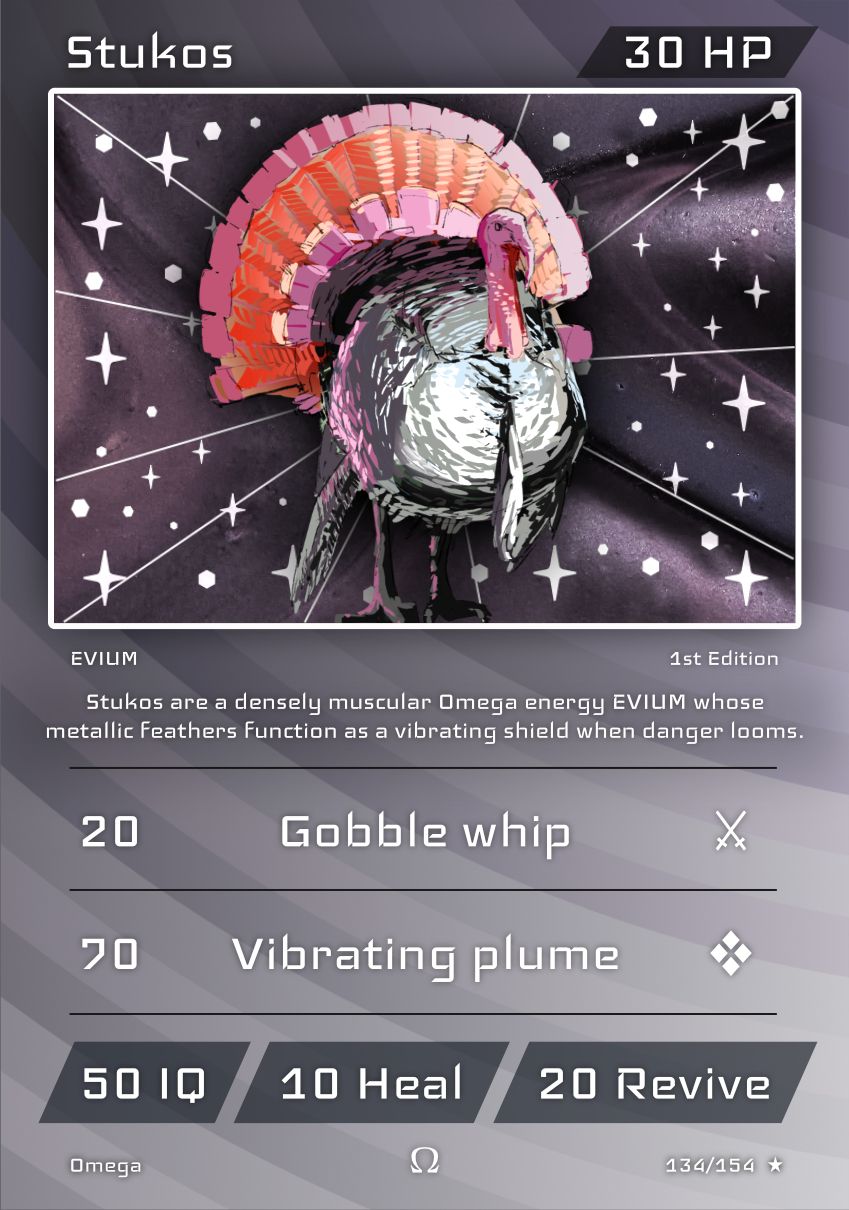 Stukos
30 HP
EVIUM
1st Edition
Stukos are a densely muscular Omega energy EVIUM whose
metallic feathers function as a vibrating shield when danger looms.
20 Gobble whip
70 Vibrating plume
50 IQ 10 Heal 20 Revive
Omega Ω 134/154 ★